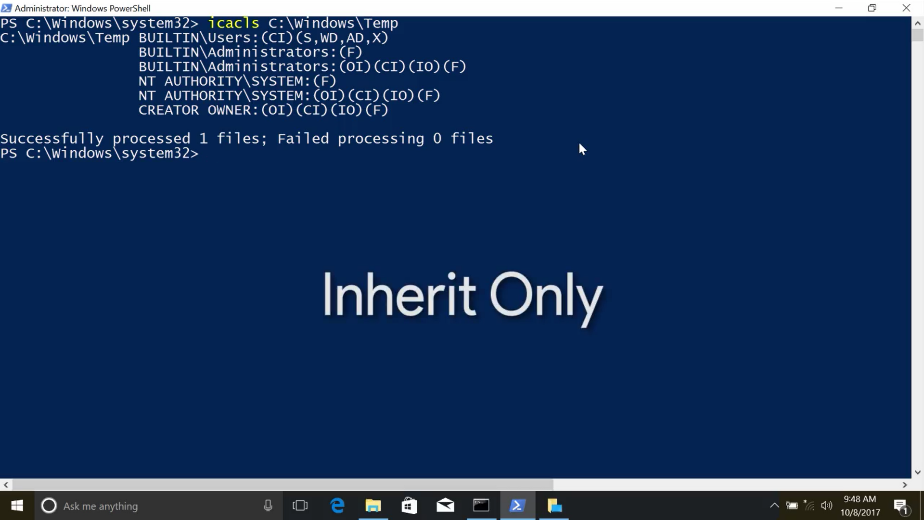 Administrator: Windows PowerShell
PS C:\Windows\system32> icacls C:\Windows\Temp
C:\Windows\Temp BUILTIN\Users:(CI)(S,WD,AD,X)
BUILTIN\Administrators:(F)
BUILTIN\Administrators:(OI)(CI)(IO)(F)
NT AUTHORITY\SYSTEM:(F)
NT AUTHORITY\SYSTEM:(OI)(CI)(IO)(F)
CREATOR OWNER:(OI)(CI)(IO)(F)
Successfully processed 1 files; Failed processing 0 files
PS C:\Windows\system32>
Inherit Only
Ask me anything
9:48 AM
10/8/2017
1